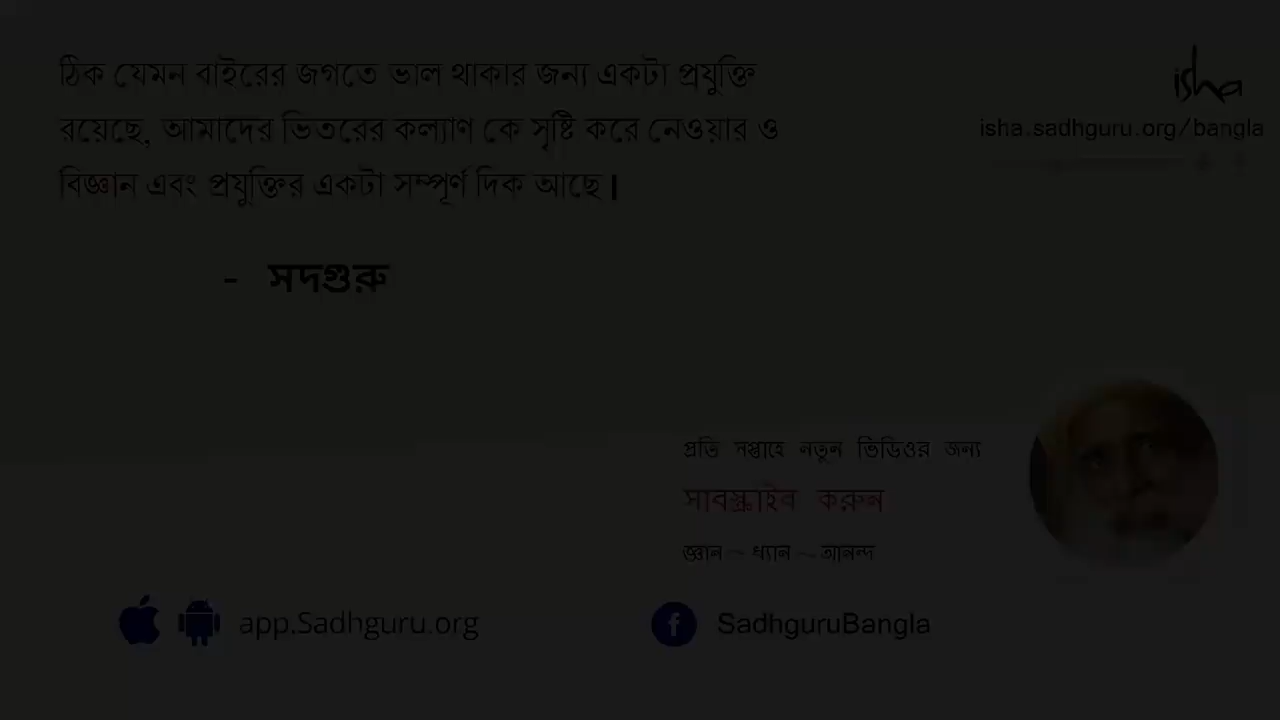 ঠিক যেমন বাইরের জগতে ভাল থাকার জন্য একটা প্রযুক্তি
রয়েছে, আমাদের ভিতরের কল্যাণ কে সৃষ্টি করে নেওয়ার ও
বিজ্ঞান এবং প্রযুক্তির একটা সম্পূর্ণ দিক আছে।
- সদগুরু
isha
isha.sadhguru.org/bangla
প্রতি সপ্তাহে নতুন ভিডিওর জন্য
সাবস্ক্রাইব করুন
জ্ঞান ~ ধ্যান ~ আনন্দ
app.Sadhguru.org
SadhguruBangla